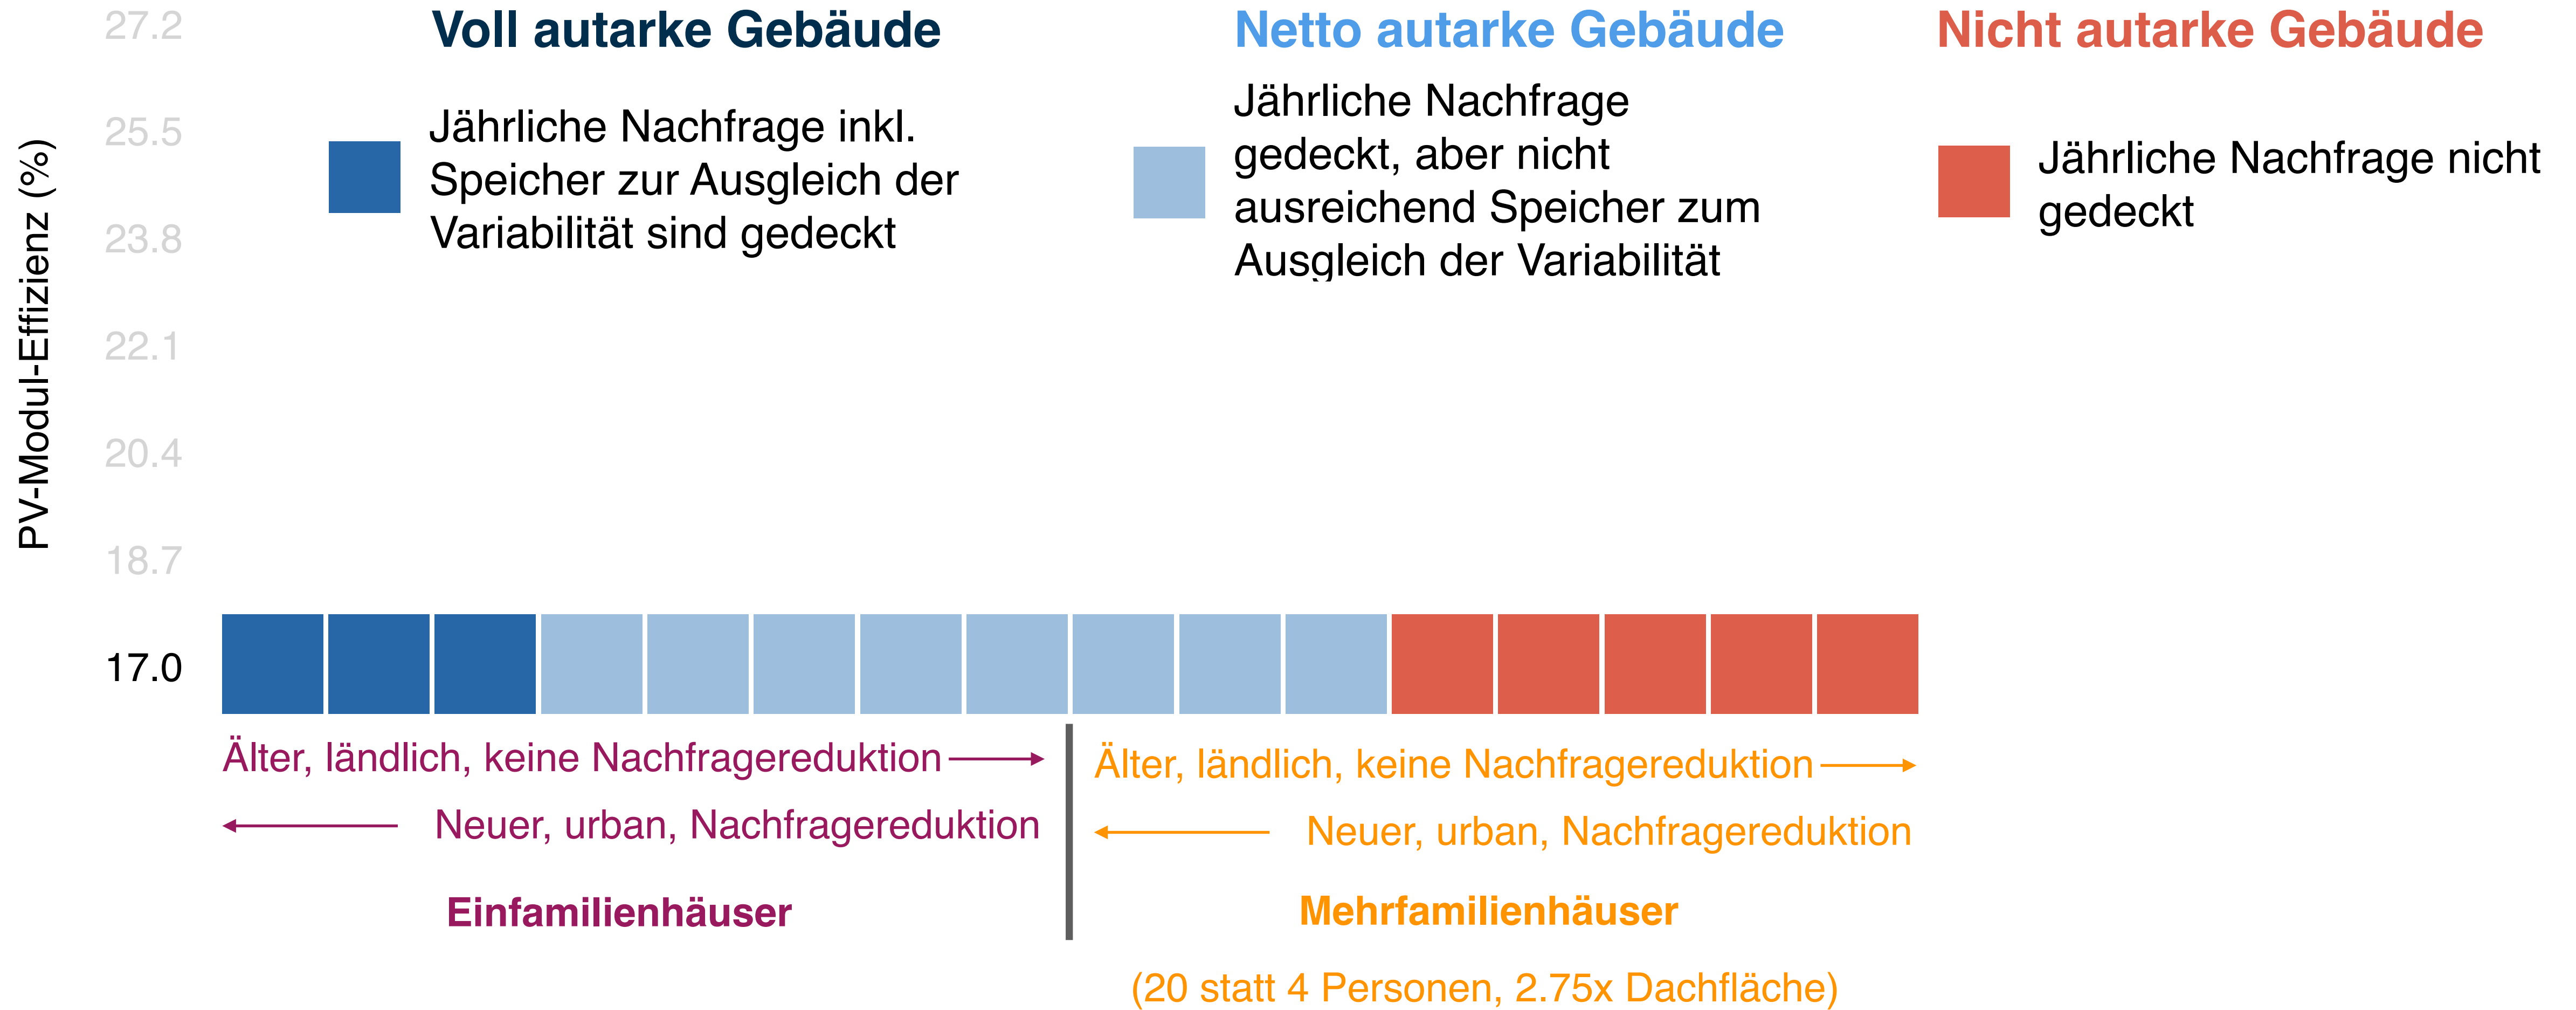 Voll autarke Gebäude
Jährliche Nachfrage inkl.
Speicher zur Ausgleich der
Variabilität sind gedeckt
Netto autarke Gebäude
Jährliche Nachfrage
gedeckt, aber nicht
ausreichend Speicher zum
Ausgleich der Variabilität
Nicht autarke Gebäude
Jährliche Nachfrage nicht
gedeckt
PV-Modul-Effizienz (%)
27.2
25.5
23.8
22.1
20.4
18.7
17.0
Älter, ländlich, keine Nachfragereduktion
Neuer, urban, Nachfragereduktion
Einfamilienhäuser
Älter, ländlich, keine Nachfragereduktion
Neuer, urban, Nachfragereduktion
Mehrfamilienhäuser
(20 statt 4 Personen, 2.75x Dachfläche)